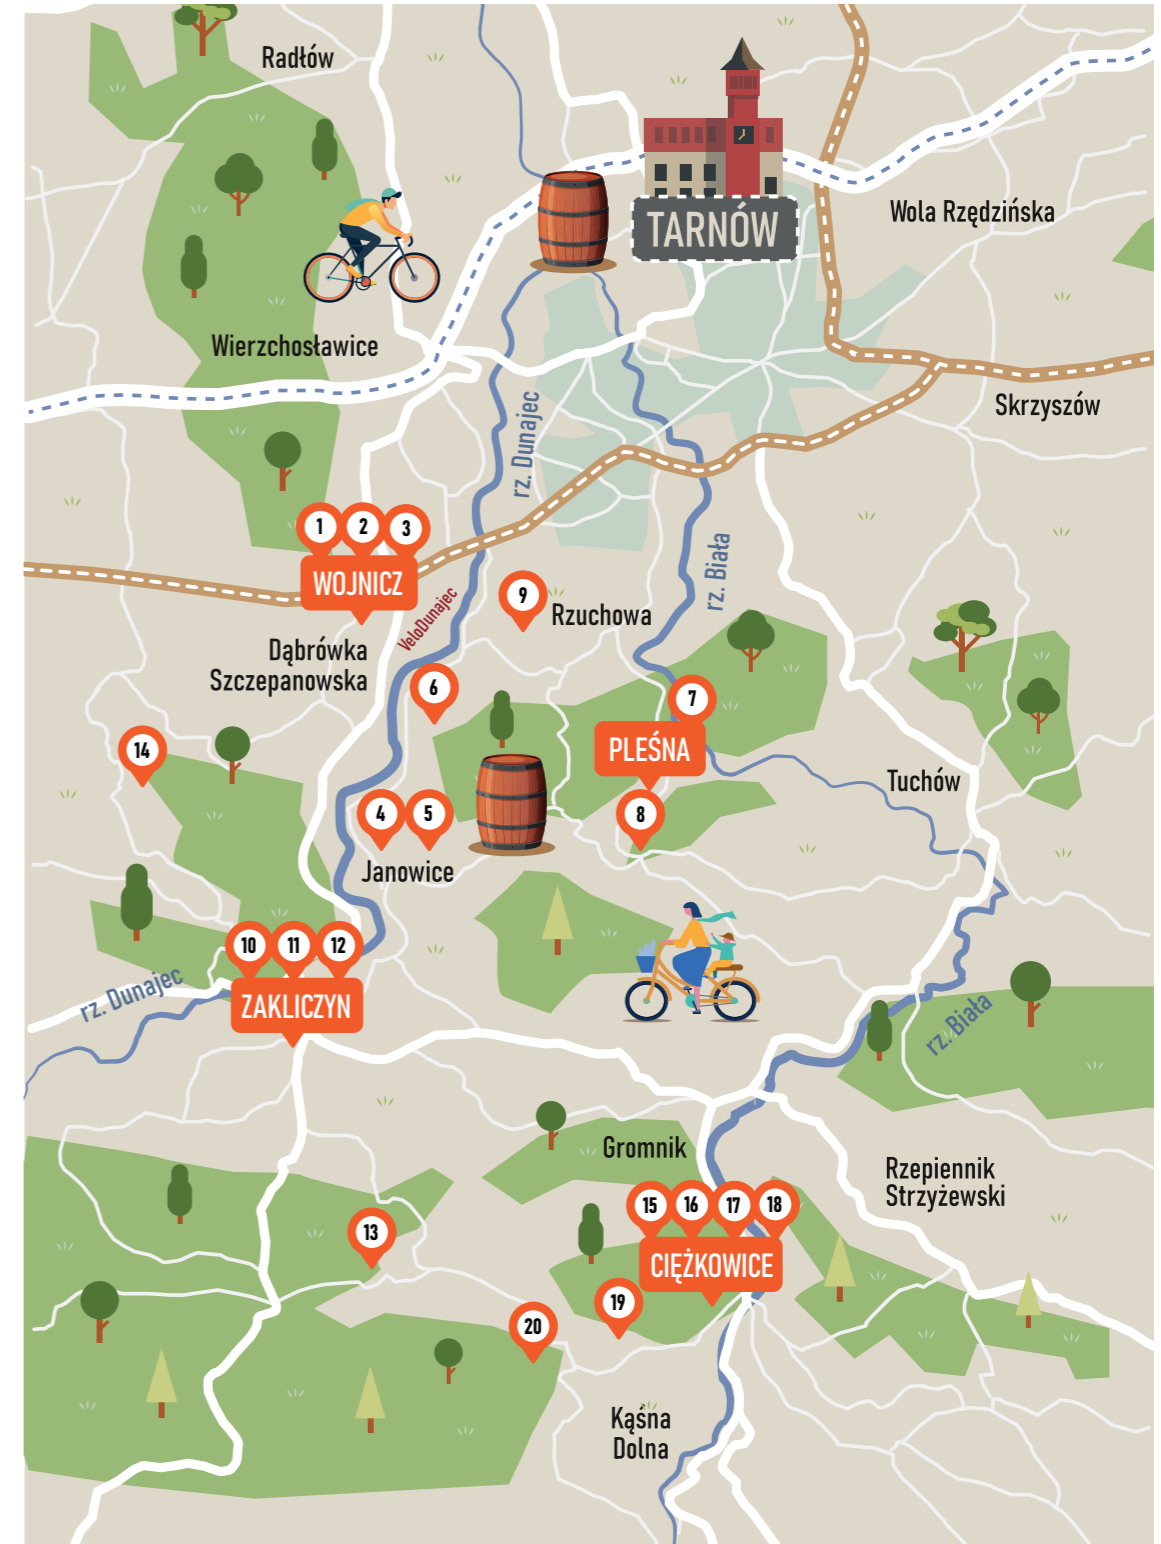 Radłów
TARNÓW
Wola Rzędzińska
Wierzchosławice
rz. Dunajec
Skrzyszów
1
2
3
WOJNICZ
rz. Biała
VeloDunajec
9
Rzuchowa
Dąbrówka
Szczepanowska
6
7
14
PLEŚNA
Tuchów
4
5
8
Janowice
10
11
12
rz. Dunajec
ZAKLICZYN
rz. Biała
Gromnik
Rzepiennik
Strzyżewski
13
15
16
17
18
CIĘŻKOWICE
19
20
Kąśna
Dolna